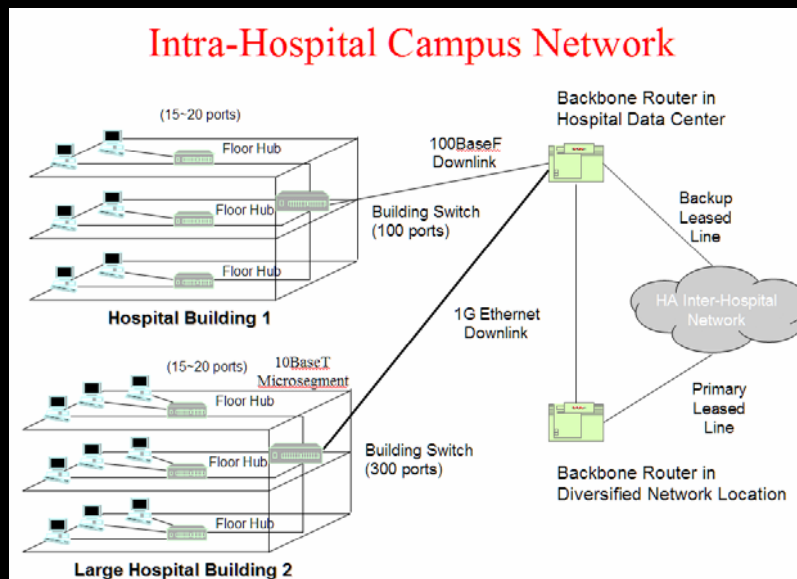 Intra-Hospital Campus Network
(15~20 ports)
Floor Hub
Floor Hub
Floor Hub
Building Switch
(100 ports)
Hospital Building 1
100BaseF
Downlink
Backbone Router in
Hospital Data Center
Backup
Leased
Line
HA Inter-Hospital
Network
1G Ethernet
Downlink
Primary
Leased
Line
(15~20 ports)
10BaseT
Microsegment
Floor Hub
Floor Hub
Floor Hub
Building Switch
(300 ports)
Backbone Router in
Diversified Network Location
Large Hospital Building 2